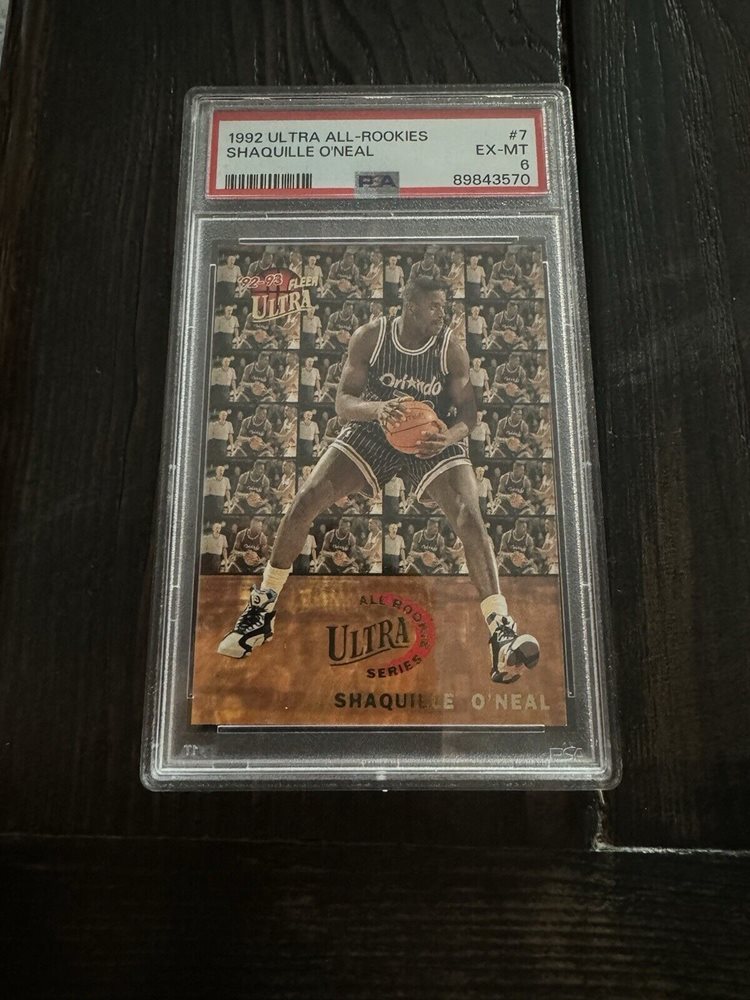 1992 ULTRA ALL-ROOKIES #7
SHAQUILLE O'NEAL EX-MT
6
PSA 89843570
'92-93 FLEER
ULTRA
Orlando
ALL ROOKIE
ULTRA
SERIES
SHAQUILLE O'NEAL
PSA